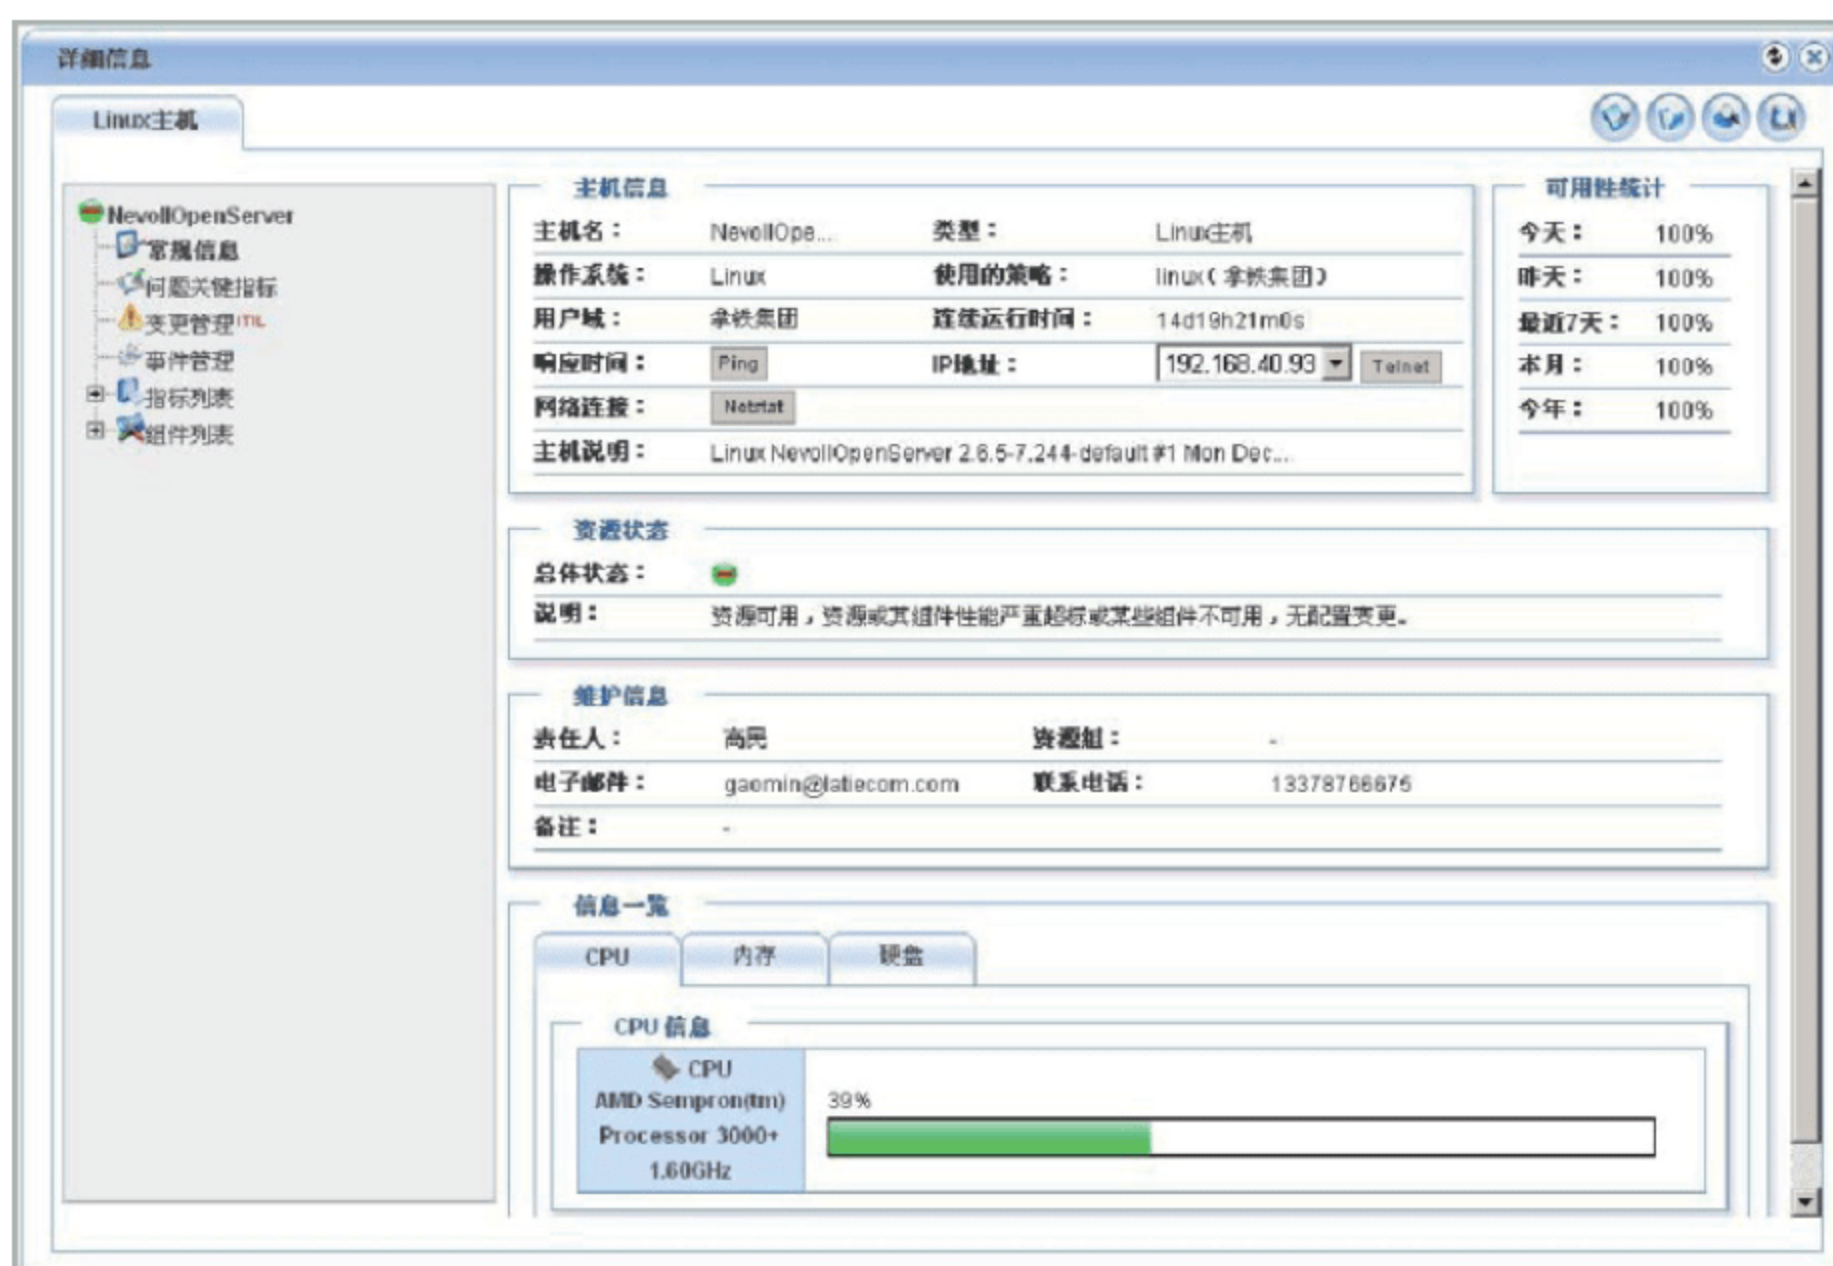 详细信息
Linux主机
NevollOpenServer
常规信息
问题关键指标
变更管理ITIL
事件管理
指标列表
组件列表
主机信息
主机名： NevollOpe... 类型： Linux主机
操作系统： Linux 使用的策略： linux(拿铁集团)
用户域： 拿铁集团 连续运行时间： 14d19h21m0s
响应时间： Ping IP地址： 192.168.40.93 Telnet
网络连接： Netstat
主机说明： Linux NevollOpenServer 2.6.5-7.244-default #1 Mon Dec...
可用性统计
今天： 100%
昨天： 100%
最近7天： 100%
本月： 100%
今年： 100%
资源状态
总体状态：
说明： 资源可用，资源或其组件性能严重超标或某些组件不可用，无配置变更。
维护信息
责任人： 高民 资源组： -
电子邮件： gaomin@latiecom.com 联系电话： 13378766675
备注： -
信息一览
CPU 内存 硬盘
CPU 信息
CPU
AMD Sempron(tm)
Processor 3000+
1.60GHz
39%